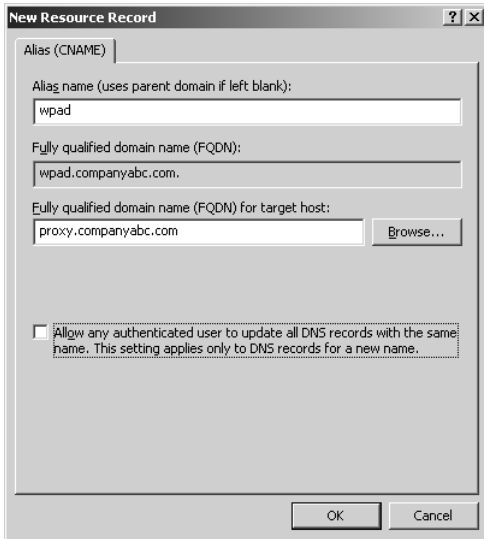 New Resource Record
Alias (CNAME)
Alias name (uses parent domain if left blank):
wpad
Fully qualified domain name (FQDN):
wpad.companyabc.com.
Fully qualified domain name (FQDN) for target host:
proxy.companyabc.com
Browse...
Allow any authenticated user to update all DNS records with the same
name. This setting applies only to DNS records for a new name.
OK
Cancel